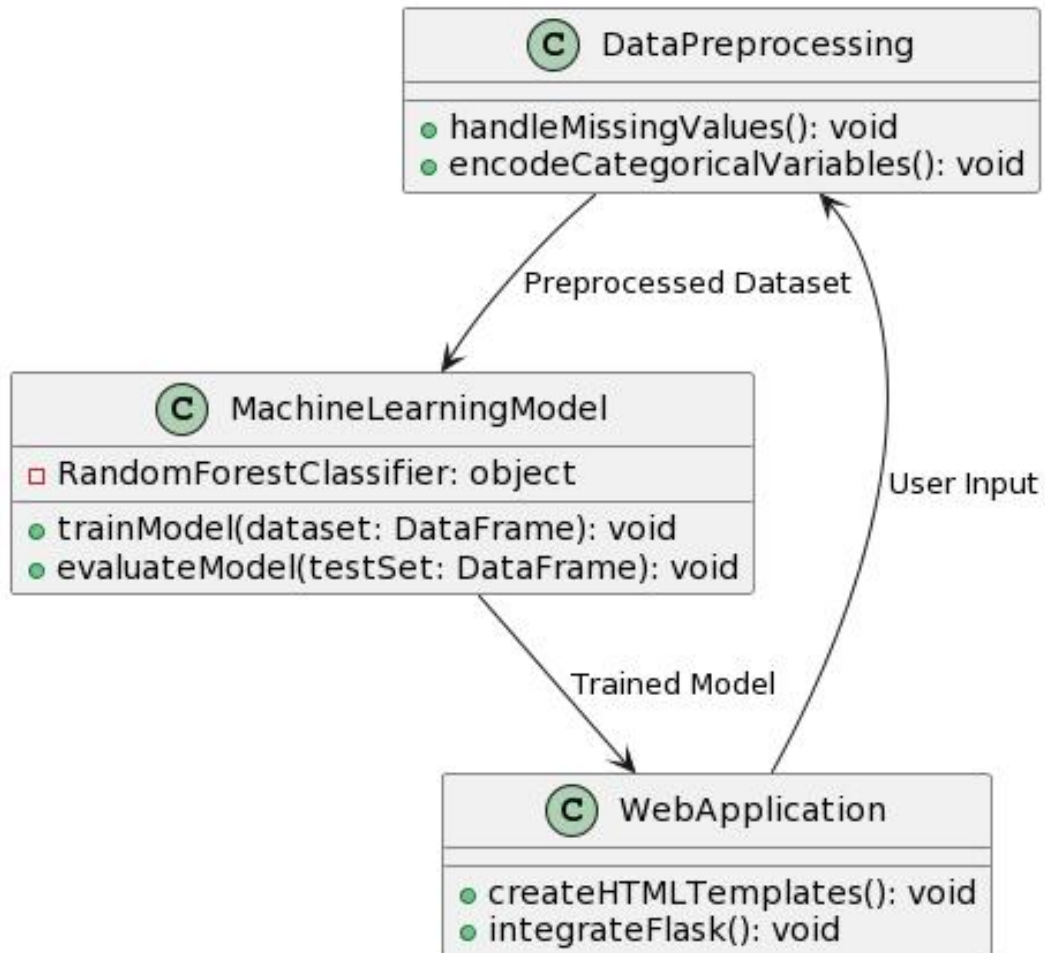 C DataPreprocessing
handleMissingValues(): void
encodeCategoricalVariables(): void
Preprocessed Dataset
C MachineLearningModel
RandomForestClassifier: object
trainModel(dataset: DataFrame): void
evaluateModel(testSet: DataFrame): void
User Input
Trained Model
C WebApplication
createHTMLTemplates(): void
integrateFlask(): void